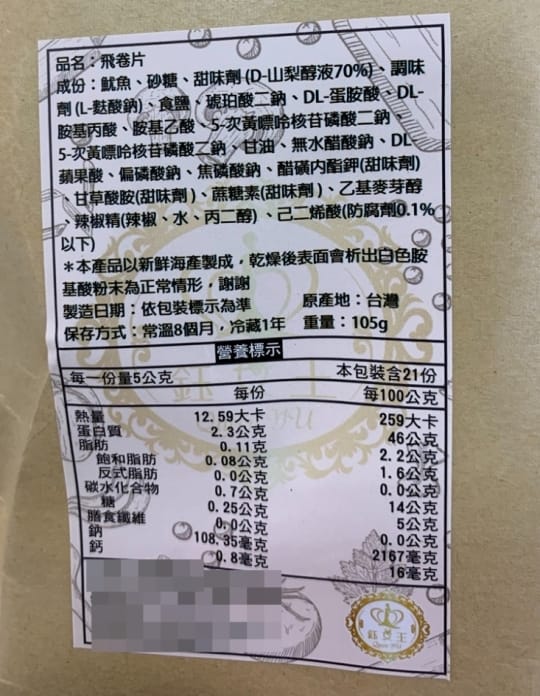 品名：飛卷片
成份：魷魚、砂糖、甜味劑(D-山梨醇液70%)、調味
劑(L-麩酸鈉)、食鹽、琥珀酸二鈉、DL-蛋胺酸、DL-
胺基丙酸、胺基乙酸、5-次黃嘌呤核苷磷酸二鈉、
5-次黃嘌呤核苷磷酸二鈉、甘油、無水醋酸鈉、DL
蘋果酸、偏磷酸鈉、焦磷酸鈉、醋磺內酯鉀(甜味劑)
、甘草酸胺(甜味劑)、蔗糖素(甜味劑)、乙基麥芽醇
、辣椒精(辣椒、水、丙二醇)、己二烯酸(防腐劑0.1%
以下)
＊本產品以新鮮海產製成，乾燥後表面會析出白色胺
基酸粉末為正常情形，謝謝
製造日期：依包裝標示為準 原產地：台灣
保存方式：常溫8個月，冷藏1年 重量：105g
營養標示
每一份量5公克 本包裝含21份
每份 每100公克
熱量 12.59大卡 259大卡
蛋白質 2.3公克 46公克
脂肪 0.11克 2.2公克
飽和脂肪 0.08公克 1.6公克
反式脂肪 0.0公克 0.0公克
碳水化合物 0.7公克 14公克
糖 0.25公克 5公克
膳食纖維 0.0公克 0.0公克
鈉 108.35毫克 2167毫克
鈣 0.8毫克 16毫克